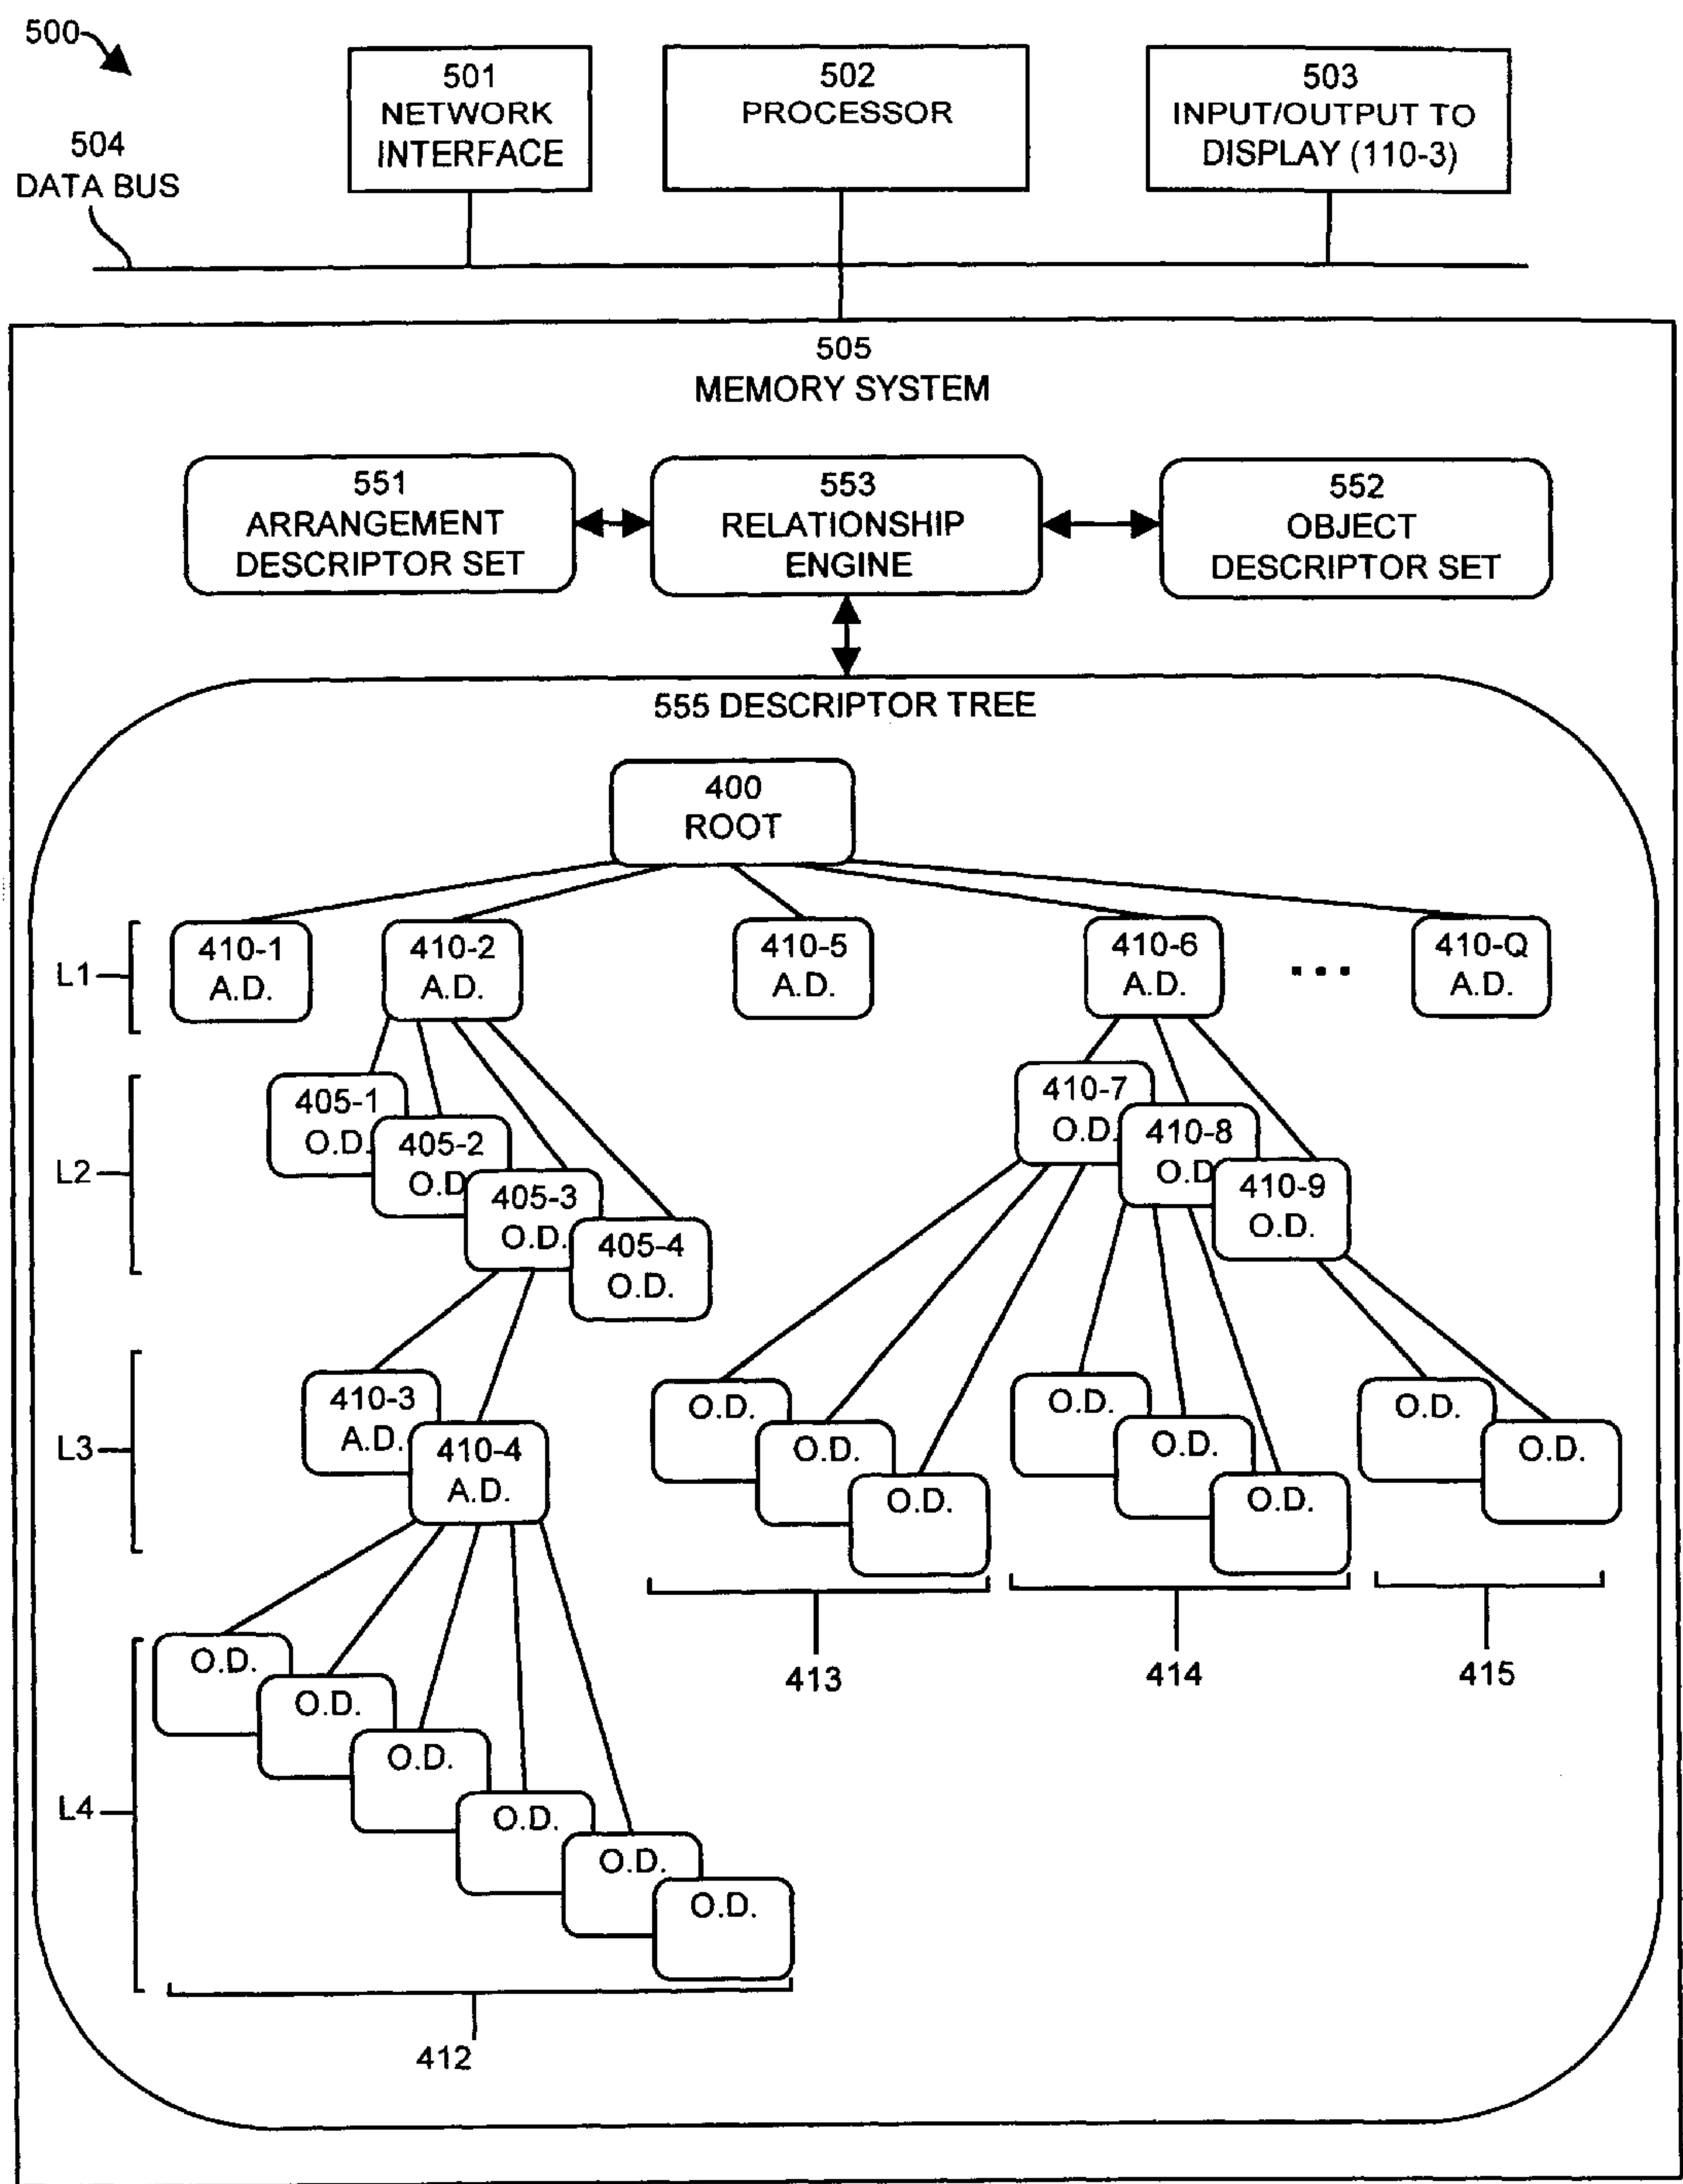 500
501
NETWORK
INTERFACE
502
PROCESSOR
503
INPUT/OUTPUT TO
DISPLAY (110-3)
504
DATA BUS
505
MEMORY SYSTEM
551
ARRANGEMENT
DESCRIPTOR SET
553
RELATIONSHIP
ENGINE
552
OBJECT
DESCRIPTOR SET
555 DESCRIPTOR TREE
400
ROOT
L1
410-1
A.D.
410-2
A.D.
410-5
A.D.
410-6
A.D.
...
410-Q
A.D.
L2
405-1
O.D.
405-2
O.D
405-3
O.D.
405-4
O.D.
410-7
O.D.
410-8
O.D
410-9
O.D.
L3
410-3
A.D.
410-4
A.D.
O.D.
O.D.
O.D.
O.D.
O.D.
O.D.
O.D.
O.D.
413
414
415
L4
O.D.
O.D.
O.D.
O.D.
O.D.
O.D.
412